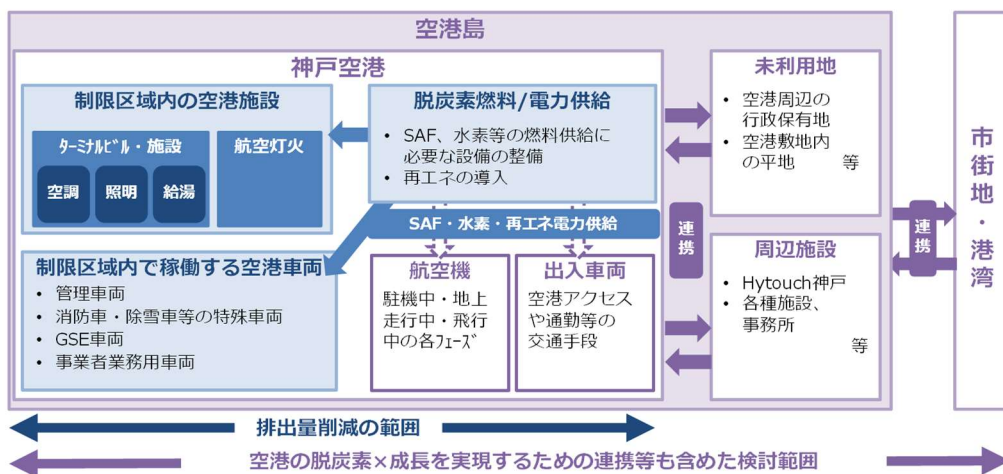 空港島
神戸空港
制限区域内の空港施設
ﾀｰﾐﾅﾙﾋﾞﾙ・施設
空調
照明
給湯
航空灯火
脱炭素燃料/電力供給
• SAF、水素等の燃料供給に
必要な設備の整備
• 再エネの導入
SAF・水素・再エネ電力供給
制限区域内で稼働する空港車両
• 管理車両
• 消防車・除雪車等の特殊車両
• GSE車両
• 事業者業務用車両
航空機
駐機中・地上
走行中・飛行
中の各ﾌｪｰｽﾞ
出入車両
空港アクセス
や通勤等の
交通手段
連携
未利用地
• 空港周辺の
行政保有地
• 空港敷地内
の平地 等
周辺施設
• Hytouch神戸
• 各種施設、
事務所
等
連携
市街地・港湾
排出量削減の範囲
空港の脱炭素×成長を実現するための連携等も含めた検討範囲